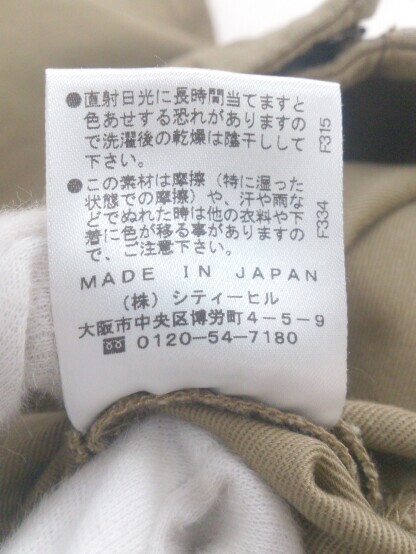 ●直射日光に長時間当てますと
色あせする恐れがありますの
で洗濯後の乾燥は陰干しして
下さい。
F315
●この素材は摩擦（特に湿った
状態での摩擦）や、汗や雨な
どでぬれた時は他の衣料や下
着に色が移る事がありますの
で、ご注意下さい。
F334
MADE IN JAPAN
（株）シティーヒル
大阪市中央区博労町4－5－9
0120－54－7180